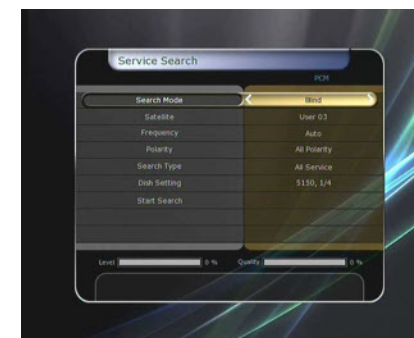 Service Search
PCM
Search Mode Blind
Satellite User 03
Frequency Auto
Polarity All Polarity
Search Type All Service
Dish Setting 5150, 1/4
Start Search
Level 0 % Quality 0 %